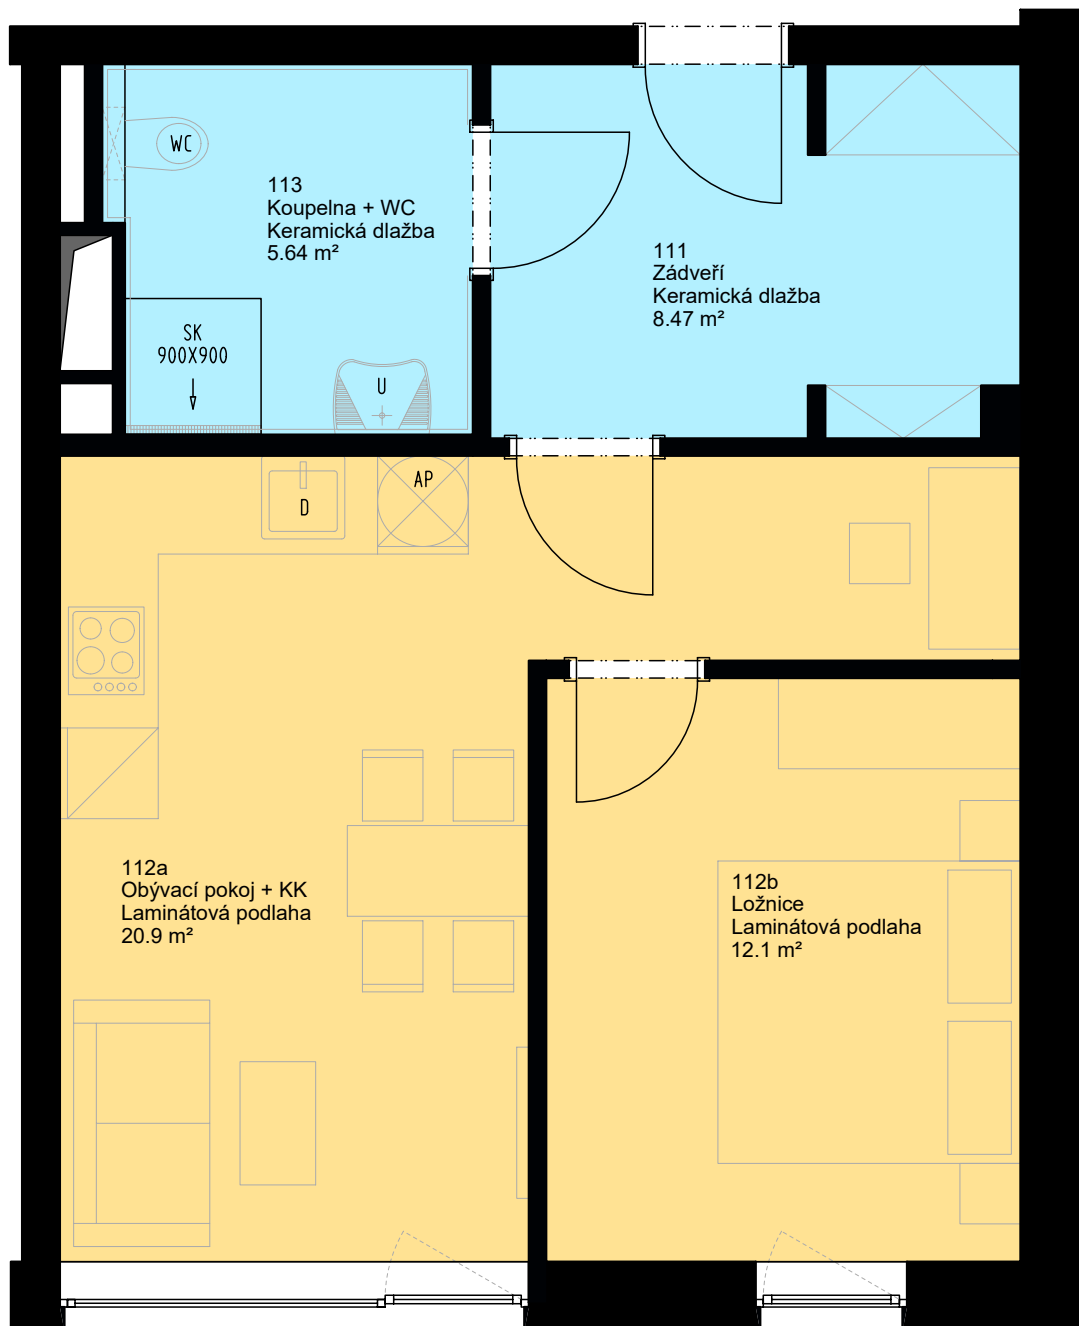 WC
113
Koupelna + WC
Keramická dlažba
5.64 m²
111
Zádveří
Keramická dlažba
8.47 m²
SK
900X900
U
D
AP
112a
Obývací pokoj + KK
Laminátová podlaha
20.9 m²
112b
Ložnice
Laminátová podlaha
12.1 m²